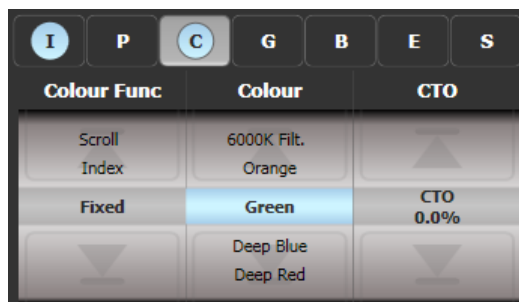 I P C G B E S
Colour Func Colour CTO
Scroll 6000K Filt.
Index Orange
Fixed Green CTO
0.0%
Deep Blue
Deep Red